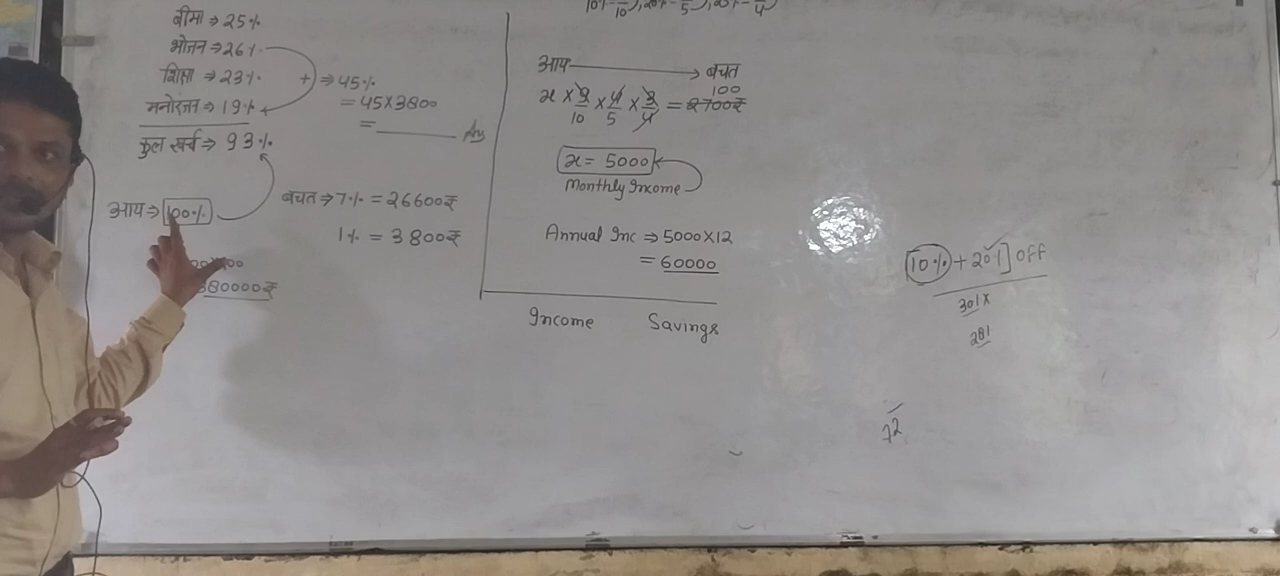 बीमा ⇒ 25%
भोजन ⇒ 26%
शिक्षा ⇒ 23%
मनोरंजन ⇒ 19%
कुल खर्च ⇒ 93%
+ ⇒ 45%
= 45×3800
= ________ Ans
आय ⇒ 100%
380000₹
बचत ⇒ 7% = 26600₹
1% = 3800₹
आय → बचत
100
x × 9/10 × 4/5 × 3/4 = 2700₹
x = 5000
Monthly Income
Annual Inc ⇒ 5000×12
= 60000
Income Savings
10% + 20%] Off
30% x
28%
72